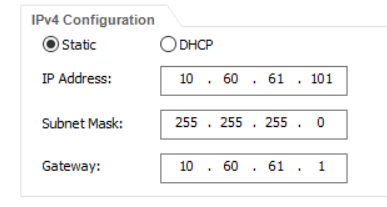 IPv4 Configuration
Static DHCP
IP Address: 10 . 60 . 61 . 101
Subnet Mask: 255 . 255 . 255 . 0
Gateway: 10 . 60 . 61 . 1